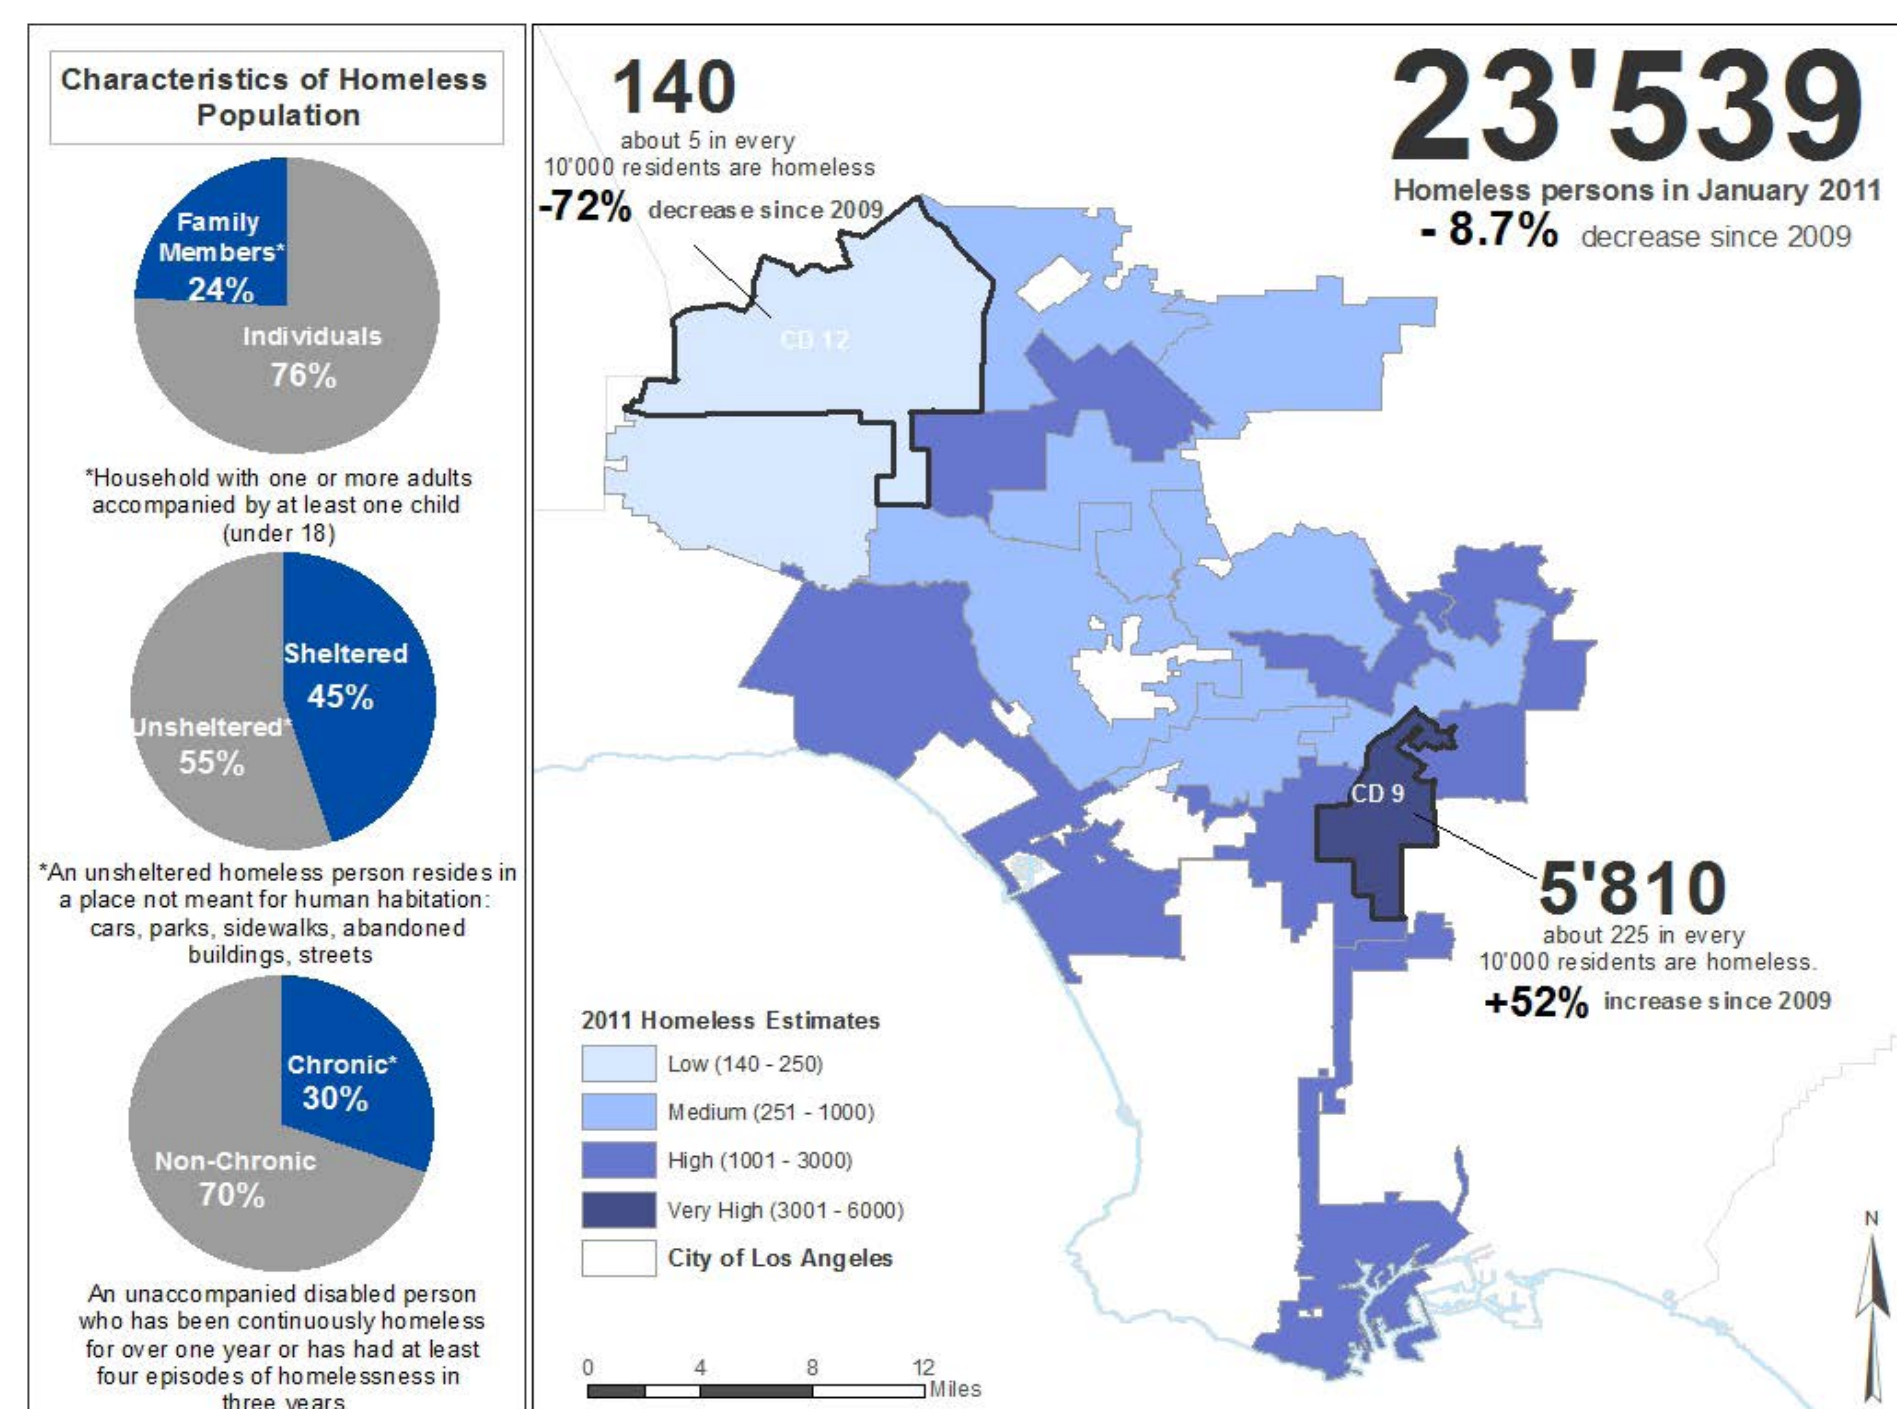 Characteristics of Homeless
Population
Family
Members*
24%
Individuals
76%
*Household with one or more adults
accompanied by at least one child
(under 18)
Sheltered
45%
Unsheltered*
55%
*An unsheltered homeless person resides in
a place not meant for human habitation:
cars, parks, sidewalks, abandoned
buildings, streets
Chronic*
30%
Non-Chronic
70%
An unaccompanied disabled person
who has been continuously homeless
for over one year or has had at least
four episodes of homelessness in
three years
140
about 5 in every
10'000 residents are homeless
-72% decrease since 2009
23'539
Homeless persons in January 2011
- 8.7% decrease since 2009
CD 12
CD 9
5'810
about 225 in every
10'000 residents are homeless.
+52% increase since 2009
2011 Homeless Estimates
Low (140 - 250)
Medium (251 - 1000)
High (1001 - 3000)
Very High (3001 - 6000)
City of Los Angeles
0 4 8 12
Miles
N